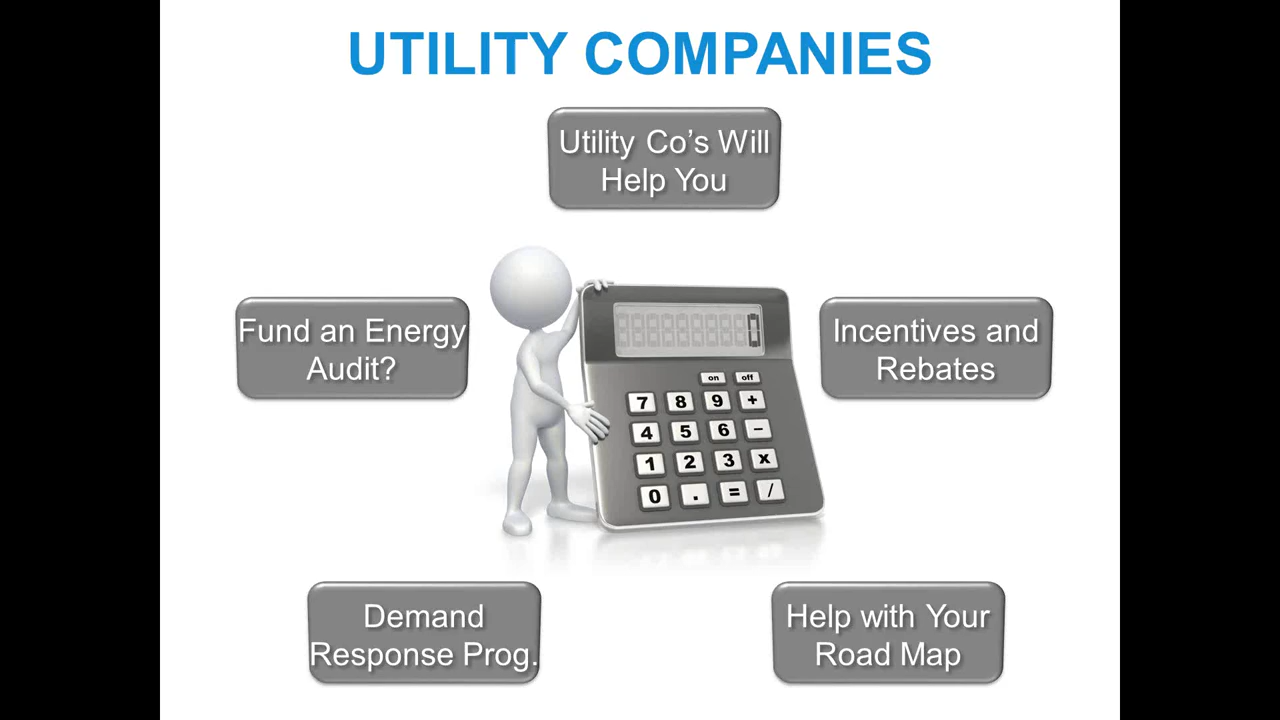 UTILITY COMPANIES
Utility Co’s Will
Help You
Fund an Energy
Audit?
Incentives and
Rebates
0
on off
7 8 9 +
4 5 6 −
1 2 3 x
0 . = /
Demand
Response Prog.
Help with Your
Road Map